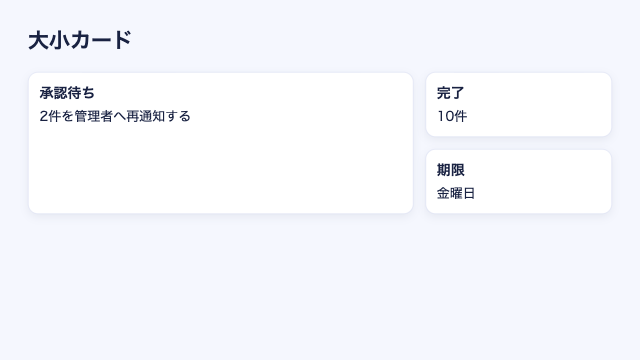 大小カード
承認待ち
2件を管理者へ再通知する
完了
10件
期限
金曜日